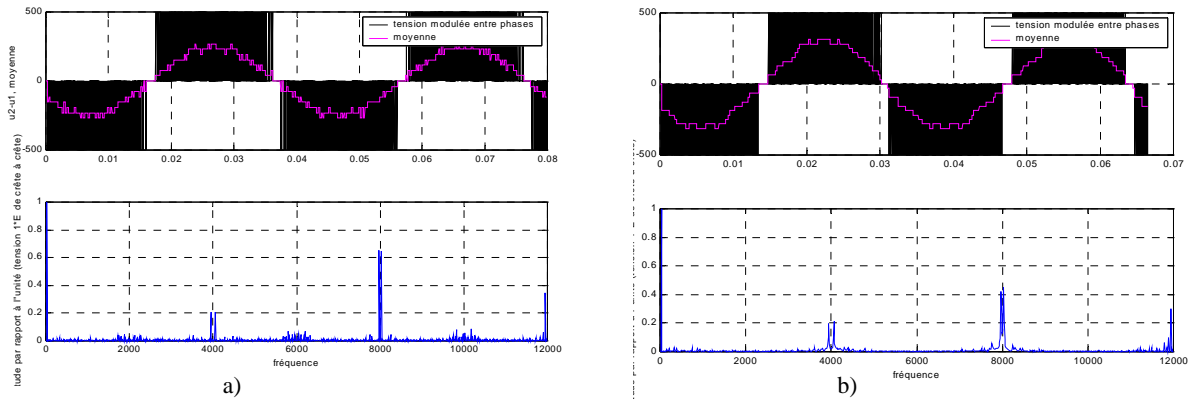 500
0
-500
u2-u1, moyenne
tension modulée entre phases
moyenne
0 0.01 0.02 0.03 0.04 0.05 0.06 0.07 0.08
1
0.8
0.6
0.4
0.2
0
lude par rapport à l"unité (tension 1*E de crête à crête)
0 2000 4000 6000 8000 10000 12000
fréquence
a)
500
0
-500
tension modulée entre phases
moyenne
0 0.01 0.02 0.03 0.04 0.05 0.06 0.07
1
0.8
0.6
0.4
0.2
0
0 2000 4000 6000 8000 10000 12000
fréquence
b)